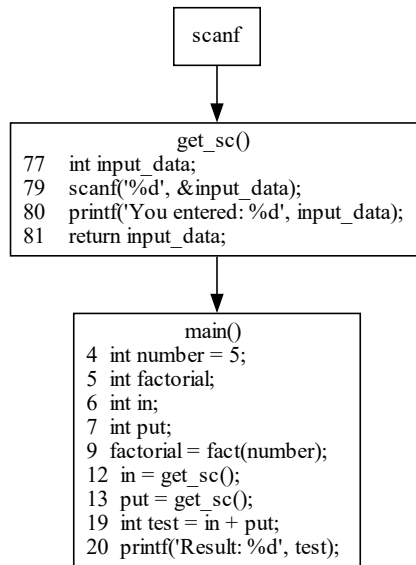 scanf
get_sc()
77 int input_data;
79 scanf('%d', &input_data);
80 printf('You entered: %d', input_data);
81 return input_data;
main()
4 int number = 5;
5 int factorial;
6 int in;
7 int put;
9 factorial = fact(number);
12 in = get_sc();
13 put = get_sc();
19 int test = in + put;
20 printf('Result: %d', test);